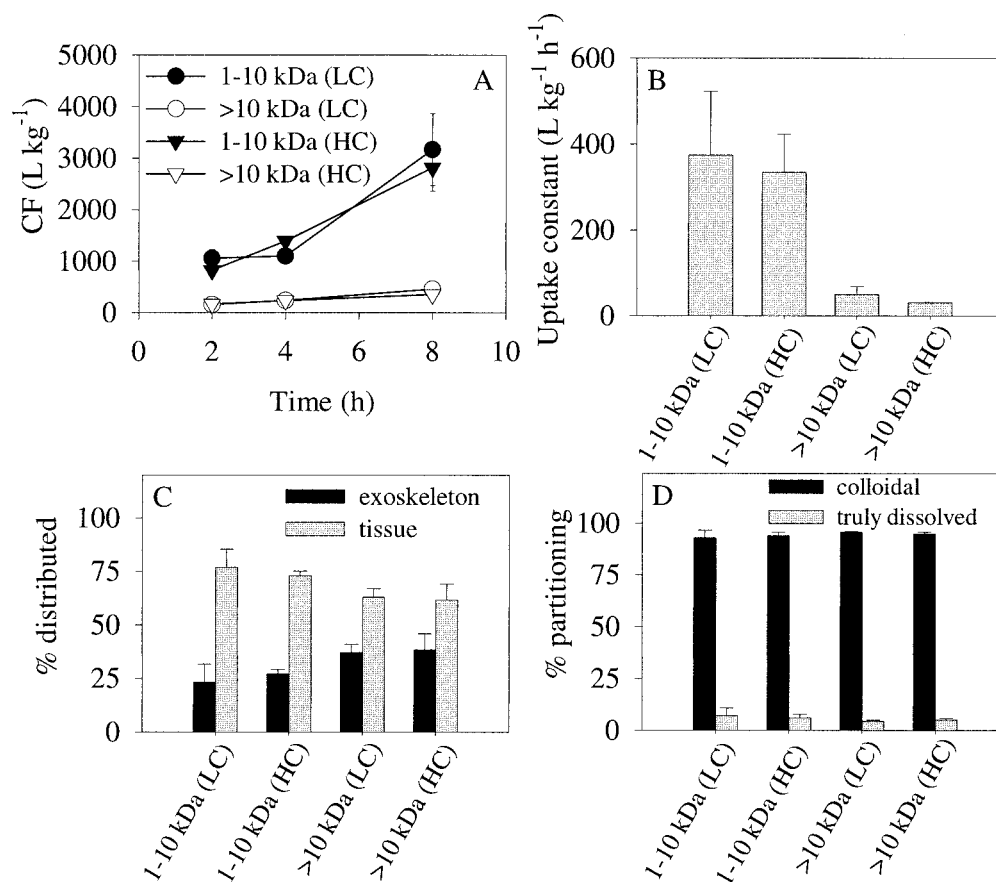 A
CF (L kg⁻¹)
5000
4000
3000
2000
1000
0
1-10 kDa (LC)
>10 kDa (LC)
1-10 kDa (HC)
>10 kDa (HC)
0 2 4 6 8 10
Time (h)
B
Uptake constant (L kg⁻¹ h⁻¹)
600
400
200
0
1-10 kDa (LC)
1-10 kDa (HC)
>10 kDa (LC)
>10 kDa (HC)
C
% distributed
exoskeleton
tissue
100
75
50
25
0
1-10 kDa (LC)
1-10 kDa (HC)
>10 kDa (LC)
>10 kDa (HC)
D
% partitioning
colloidal
truly dissolved
100
75
50
25
0
1-10 kDa (LC)
1-10 kDa (HC)
>10 kDa (LC)
>10 kDa (HC)